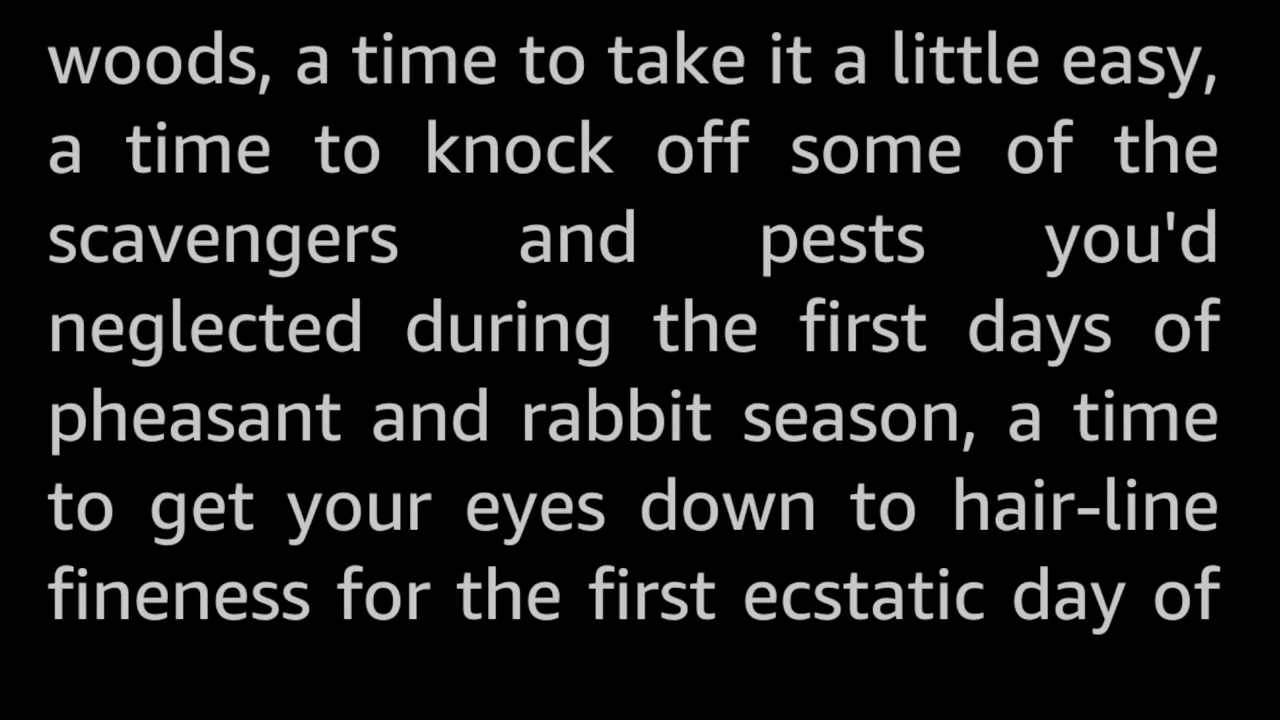 woods, a time to take it a little easy,
a time to knock off some of the
scavengers and pests you'd
neglected during the first days of
pheasant and rabbit season, a time
to get your eyes down to hair-line
fineness for the first ecstatic day of